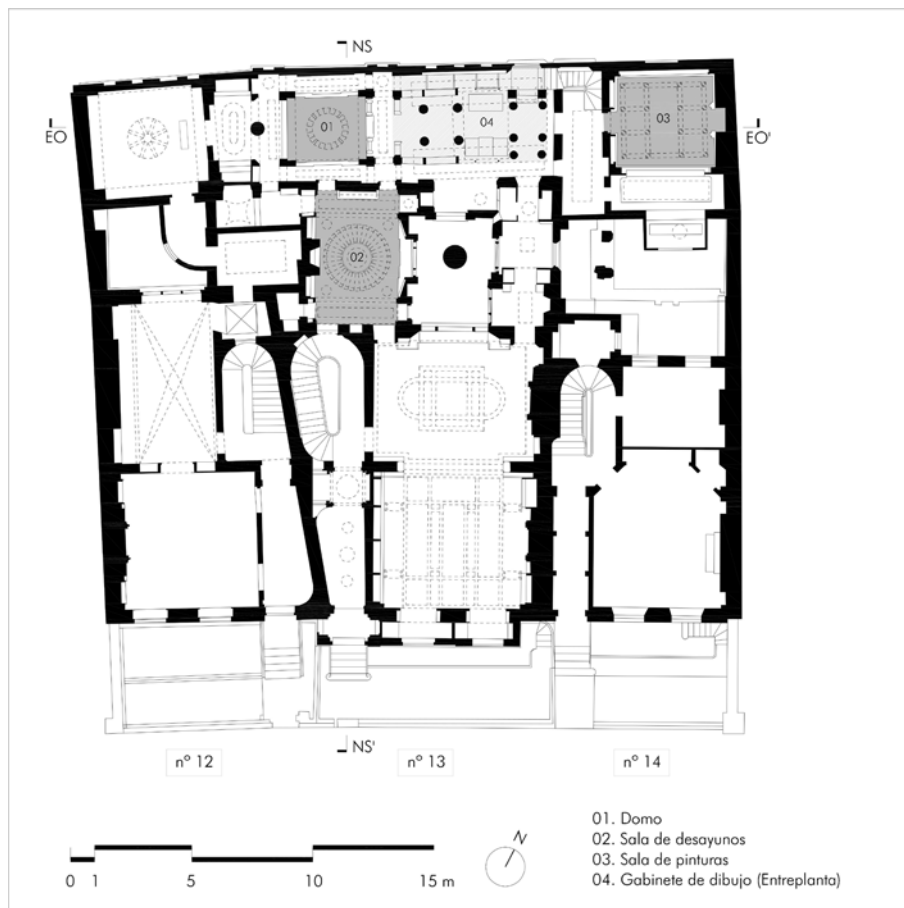 NS
EO
01
04
03
EO'
02
NS'
nº 12
nº 13
nº 14
0 1 5 10 15 m
N
01. Domo
02. Sala de desayunos
03. Sala de pinturas
04. Gabinete de dibujo (Entreplanta)